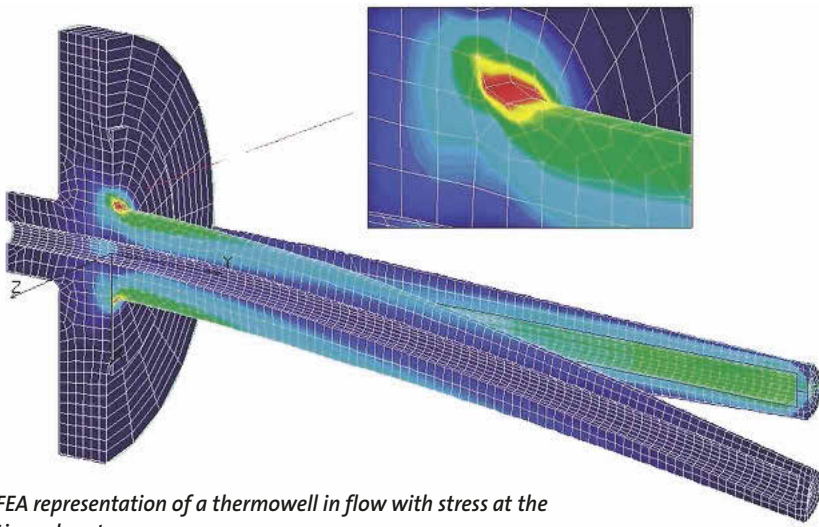 Y
Z
FEA representation of a thermowell in flow with stress at the